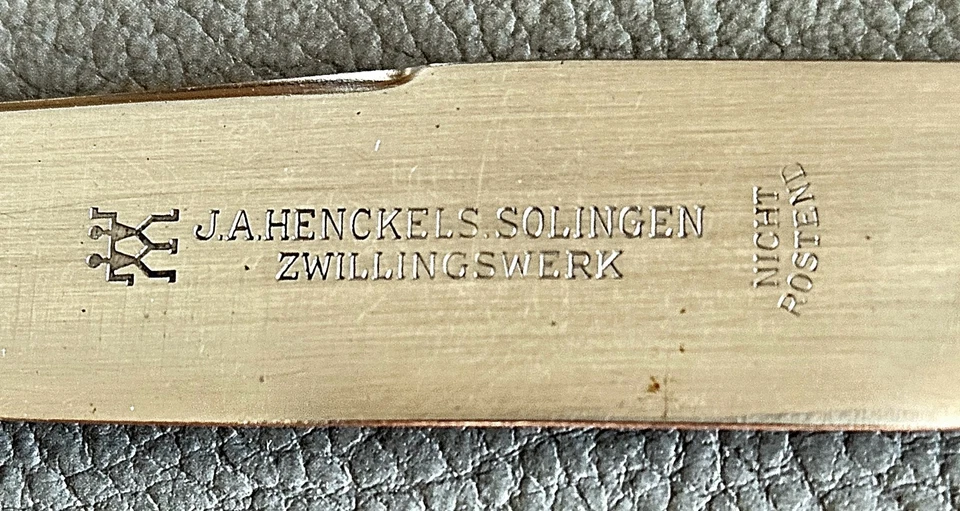 J.A.HENCKELS.SOLINGEN
ZWILLINGSWERK
NICHT
ROSTEND